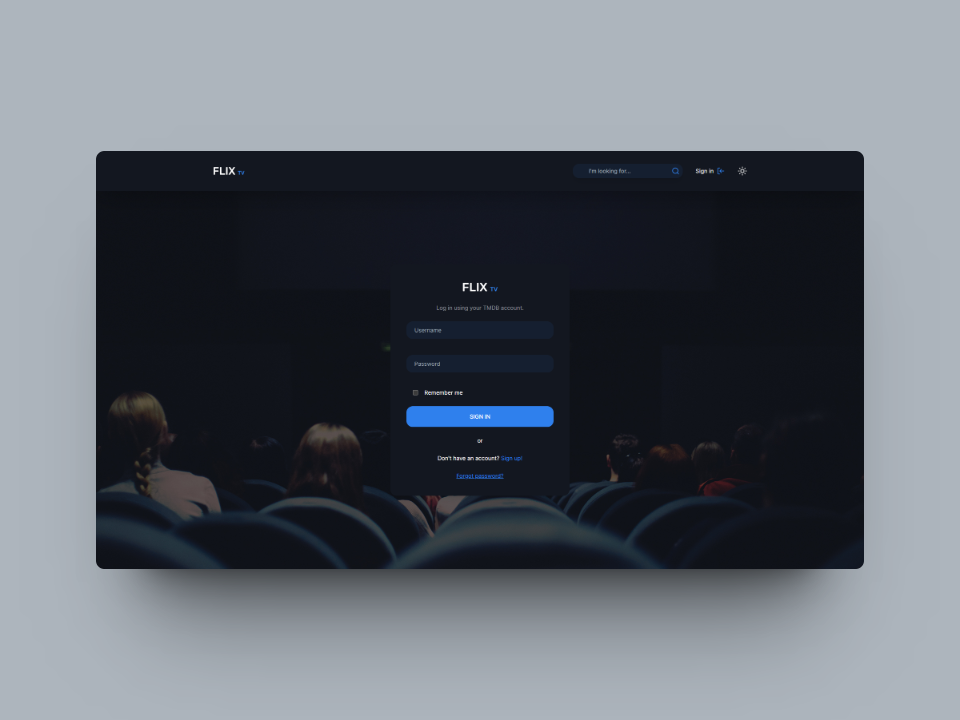 FLIX TV
I'm looking for...
Sign in
FLIX TV
Log in using your TMDB account.
Username
Password
Remember me
SIGN IN
or
Don't have an account? Sign up!
Forgot password?